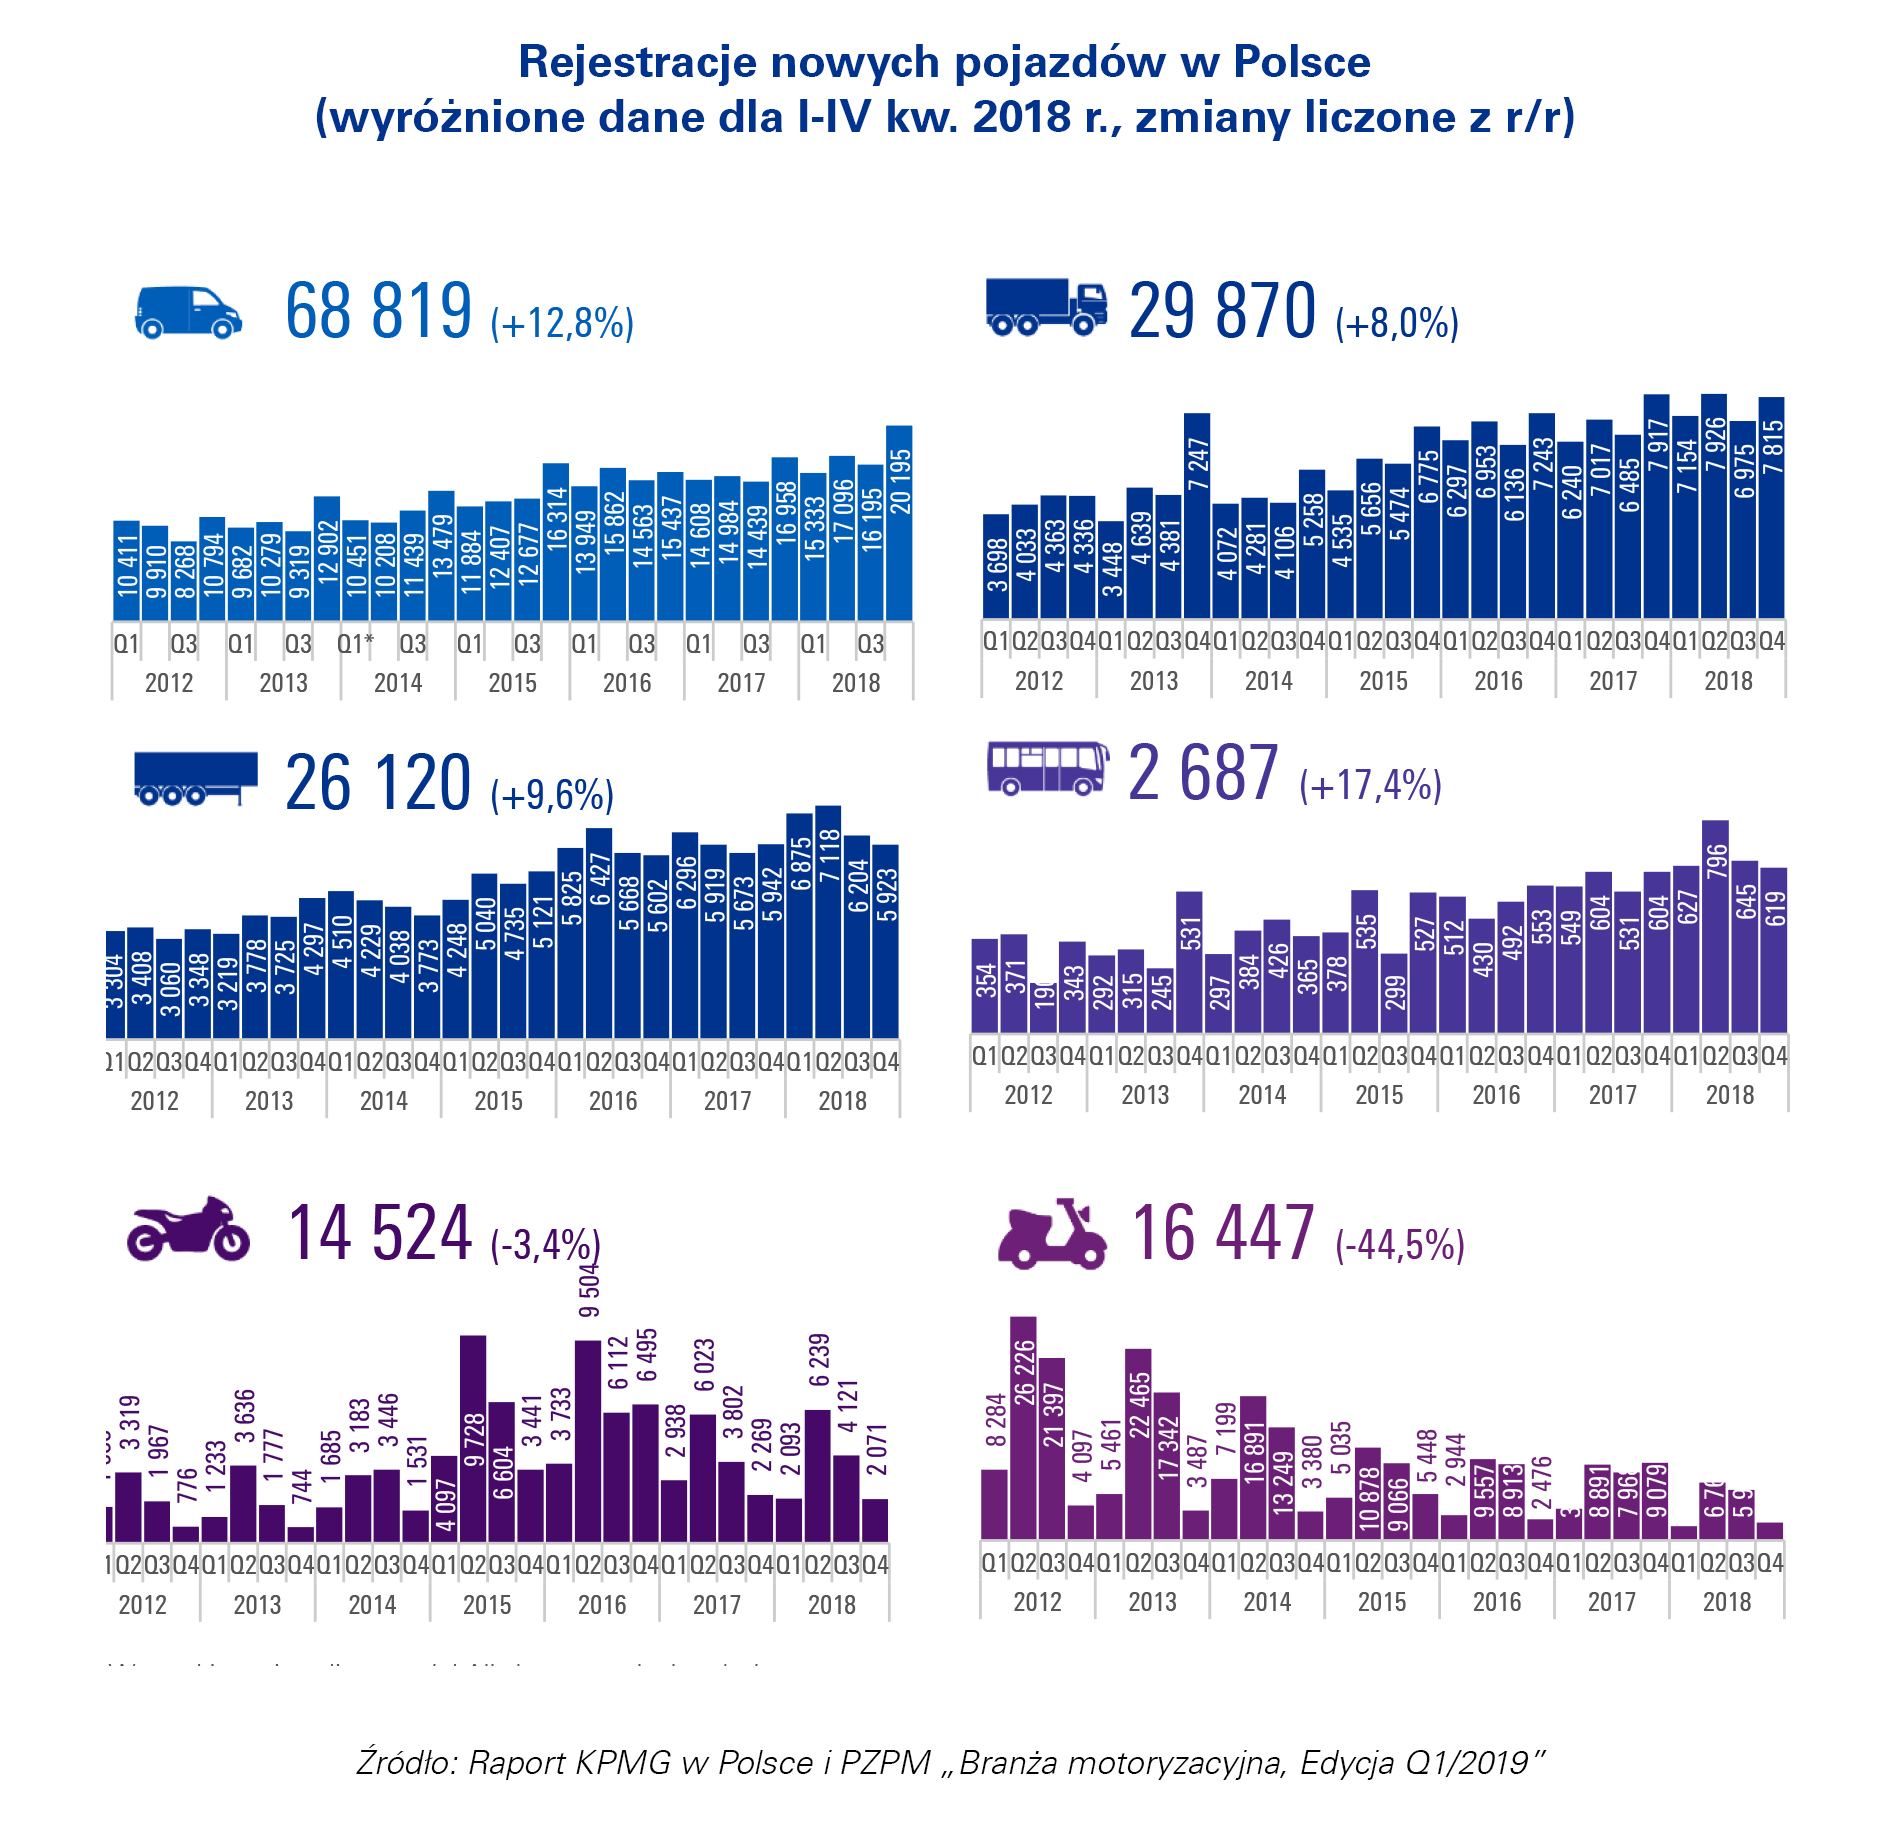 Rejestracje nowych pojazdów w Polsce
(wyróżnione dane dla I-IV kw. 2018 r., zmiany liczone z r/r)
68 819 (+12,8%)
10 411 9 910 8 268 10 794 9 682 10 279 9 319 12 902 10 451 10 208 11 439 13 479 11 884 12 407 12 677 16 314 13 949 15 862 14 563 15 437 14 608 14 984 14 439 16 958 15 333 17 096 16 195 20 195
Q1 Q3 Q1 Q3 Q1* Q3 Q1 Q3 Q1 Q3 Q1 Q3 Q1 Q3
2012 2013 2014 2015 2016 2017 2018
29 870 (+8,0%)
3 698 4 033 4 363 4 336 3 448 4 639 4 381 7 247 4 072 4 281 4 106 5 258 4 535 5 656 5 474 6 775 6 297 6 953 6 136 7 243 6 240 7 017 6 485 7 917 7 154 7 926 6 975 7 815
Q1 Q2 Q3 Q4 Q1 Q2 Q3 Q4 Q1 Q2 Q3 Q4 Q1 Q2 Q3 Q4 Q1 Q2 Q3 Q4 Q1 Q2 Q3 Q4 Q1 Q2 Q3 Q4
2012 2013 2014 2015 2016 2017 2018
26 120 (+9,6%)
3 304 3 408 3 060 3 348 3 219 3 778 3 725 4 297 4 510 4 229 4 038 3 773 4 248 5 040 4 735 5 121 5 825 6 427 5 668 5 602 6 296 5 919 5 673 5 942 6 875 7 118 6 204 5 923
Q1 Q2 Q3 Q4 Q1 Q2 Q3 Q4 Q1 Q2 Q3 Q4 Q1 Q2 Q3 Q4 Q1 Q2 Q3 Q4 Q1 Q2 Q3 Q4 Q1 Q2 Q3 Q4
2012 2013 2014 2015 2016 2017 2018
2 687 (+17,4%)
354 371 190 343 292 315 245 531 297 384 426 365 378 535 299 527 512 430 492 553 549 604 531 604 627 796 645 619
Q1 Q2 Q3 Q4 Q1 Q2 Q3 Q4 Q1 Q2 Q3 Q4 Q1 Q2 Q3 Q4 Q1 Q2 Q3 Q4 Q1 Q2 Q3 Q4 Q1 Q2 Q3 Q4
2012 2013 2014 2015 2016 2017 2018
14 524 (-3,4%)
3 319 1 967 776 1 233 3 636 1 777 744 1 685 3 183 3 446 1 531 4 097 9 728 6 604 3 441 3 733 9 504 6 112 6 495 2 938 6 023 3 802 2 269 2 093 6 239 4 121 2 071
1 Q2 Q3 Q4 Q1 Q2 Q3 Q4 Q1 Q2 Q3 Q4 Q1 Q2 Q3 Q4 Q1 Q2 Q3 Q4 Q1 Q2 Q3 Q4 Q1 Q2 Q3 Q4
2012 2013 2014 2015 2016 2017 2018
16 447 (-44,5%)
8 284 26 226 21 397 4 097 5 461 22 465 17 342 3 487 7 199 16 891 13 249 3 380 5 035 10 878 9 066 5 448 2 944 9 557 8 913 2 476 3 8 891 7 968 9 079 6 7 5 9
Q1 Q2 Q3 Q4 Q1 Q2 Q3 Q4 Q1 Q2 Q3 Q4 Q1 Q2 Q3 Q4 Q1 Q2 Q3 Q4 Q1 Q2 Q3 Q4 Q1 Q2 Q3 Q4
2012 2013 2014 2015 2016 2017 2018
Źródło: Raport KPMG w Polsce i PZPM „Branża motoryzacyjna, Edycja Q1/2019”